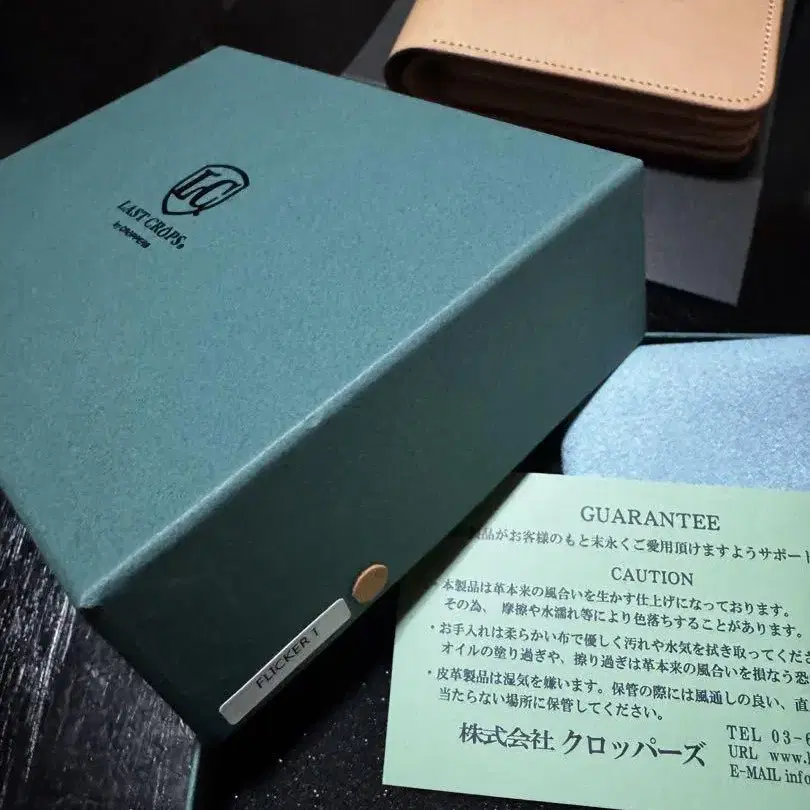 LC
LAST CROPS
by CROPPERS
FLICKER I
GUARANTEE
品がお客様のもと末永くご愛用頂けますようサポート
CAUTION
・本製品は革本来の風合いを生かす仕上げになっております。
その為、摩擦や水濡れ等により色落ちすることがあります。
・お手入れは柔らかい布で優しく汚れや水気を拭き取ってくださ
オイルの塗り過ぎや、擦り過ぎは革本来の風合いを損なう恐
・皮革製品は湿気を嫌います。保管の際には風通しの良い、直
当たらない場所に保管してください。
株式会社 クロッパーズ
TEL 03-6
URL www.l
E-MAIL info